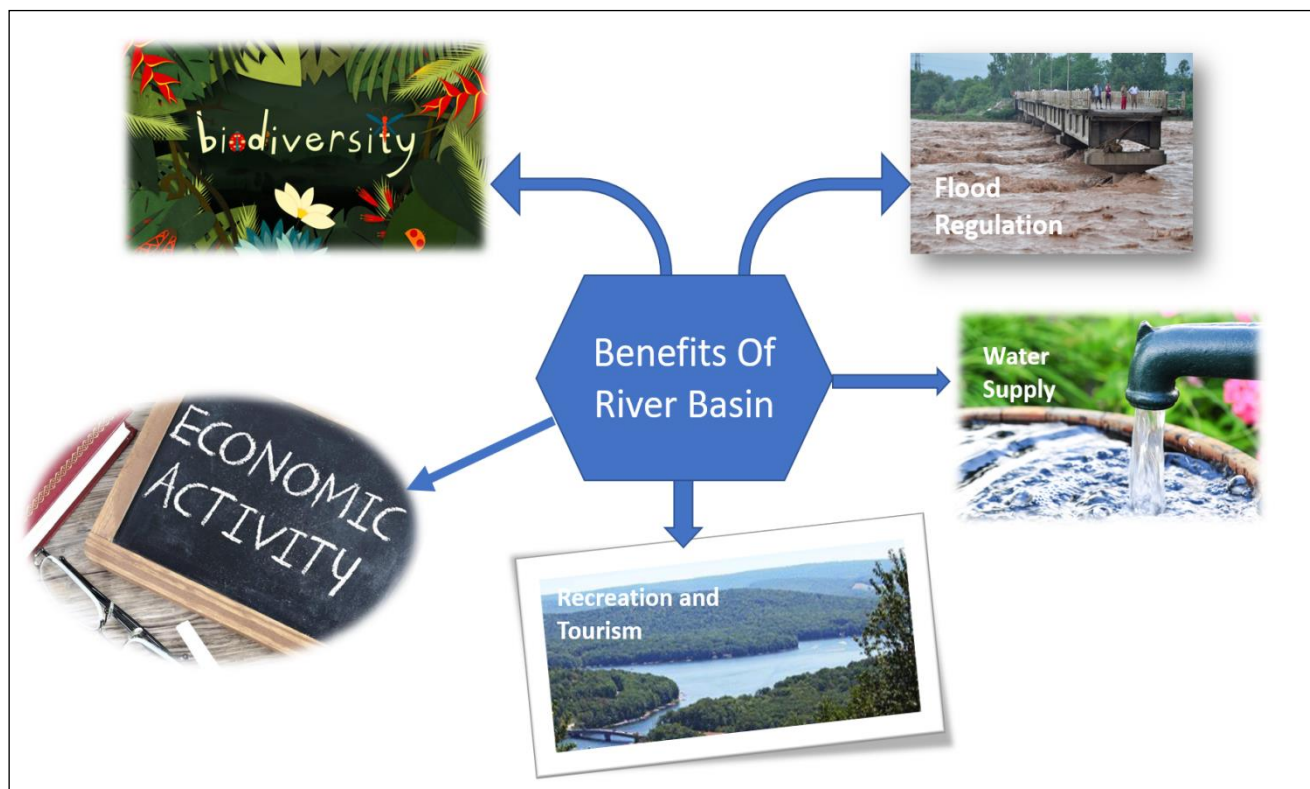 biodiversity
Flood
Regulation
Benefits Of
River Basin
Water
Supply
ECONOMIC
ACTIVITY
Recreation and
Tourism